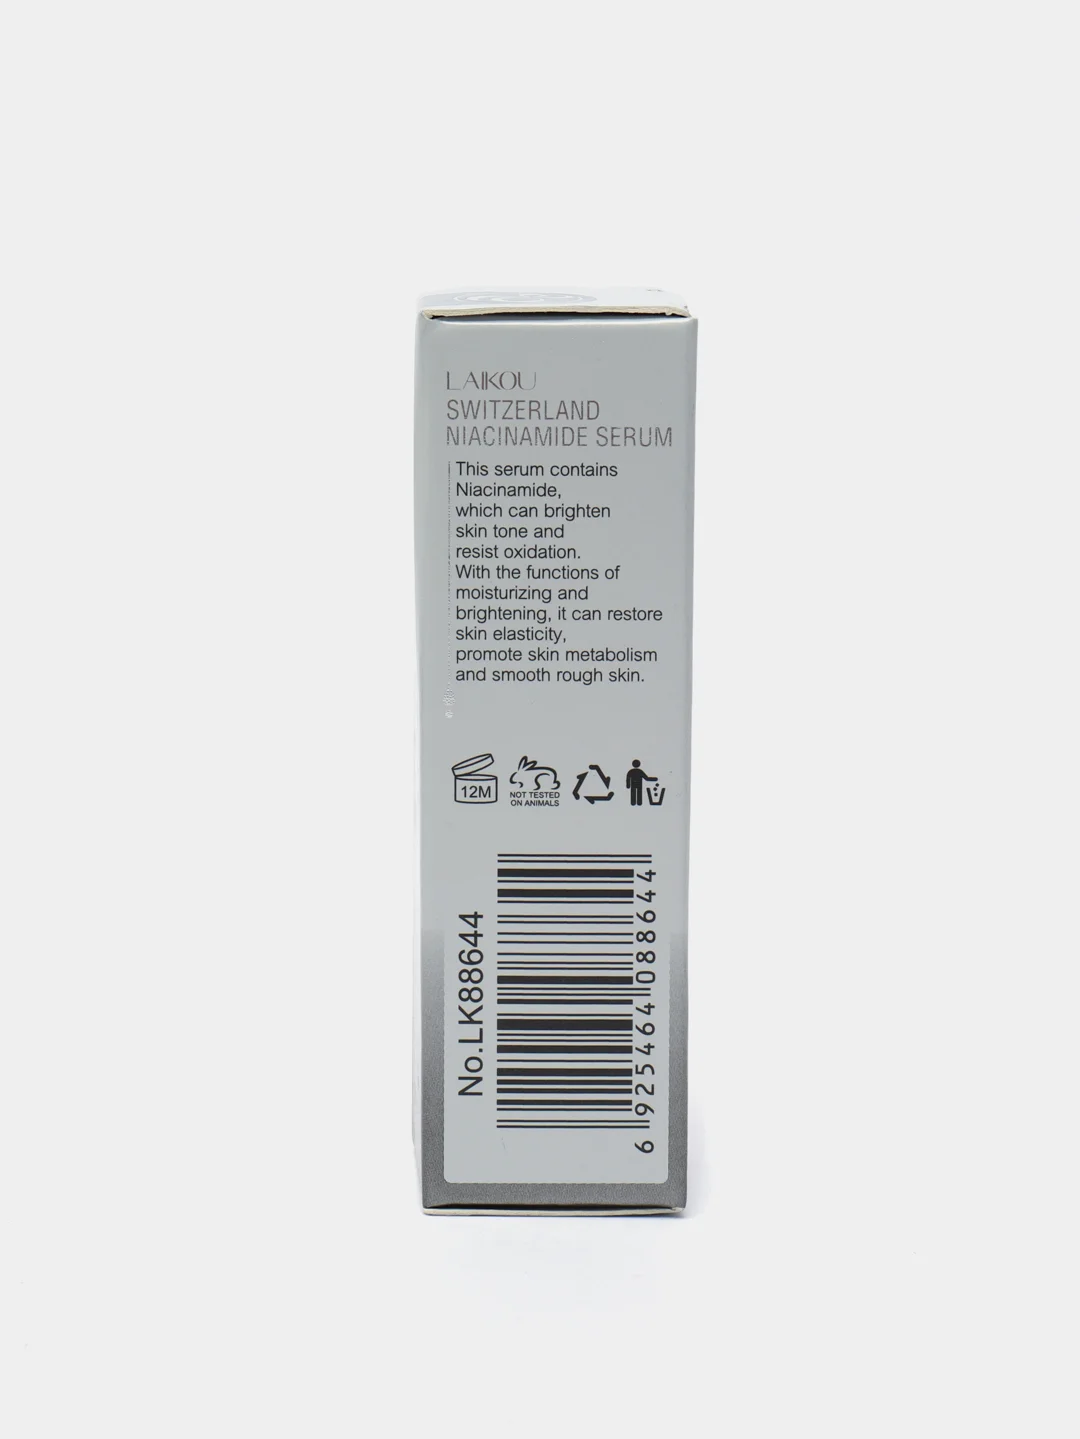 LAIKOU
SWITZERLAND
NIACINAMIDE SERUM
This serum contains
Niacinamide,
which can brighten
skin tone and
resist oxidation.
With the functions of
moisturizing and
brightening, it can restore
skin elasticity,
promote skin metabolism
and smooth rough skin.
12M
NOT TESTED
ON ANIMALS
No.LK88644
6 925464 088644